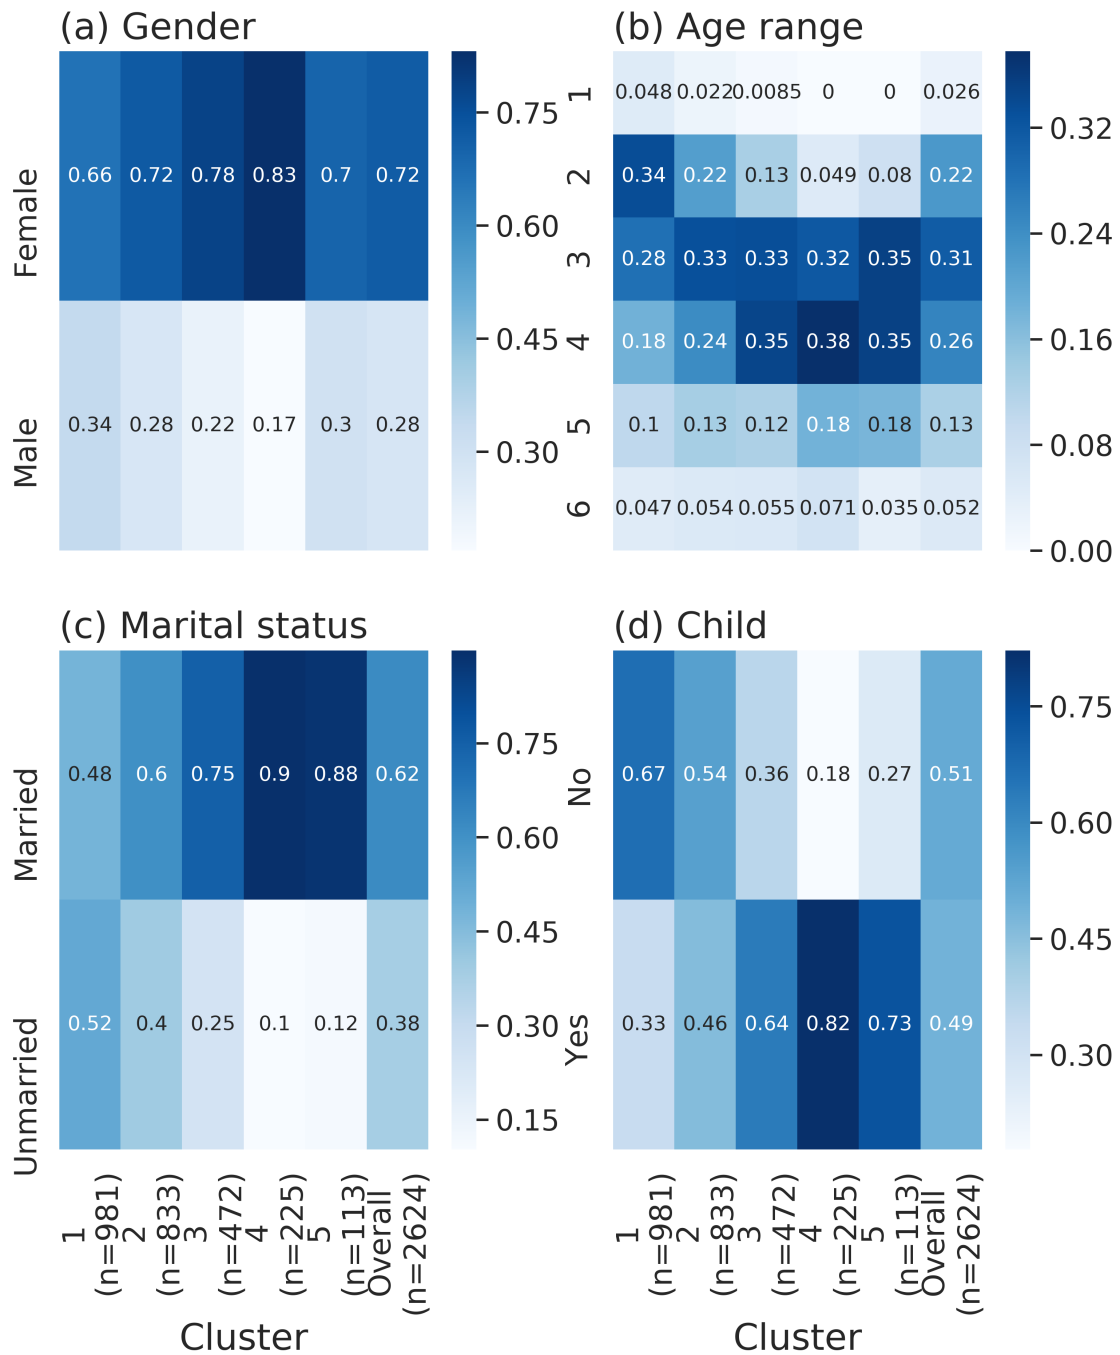 (a) Gender
Female
Male
0.66 0.72 0.78 0.83 0.7 0.72
0.34 0.28 0.22 0.17 0.3 0.28
0.75
0.60
0.45
0.30
(b) Age range
1 0.048 0.022 0.0085 0 0 0.026
2 0.34 0.22 0.13 0.049 0.08 0.22
3 0.28 0.33 0.33 0.32 0.35 0.31
4 0.18 0.24 0.35 0.38 0.35 0.26
5 0.1 0.13 0.12 0.18 0.18 0.13
6 0.047 0.054 0.055 0.071 0.035 0.052
0.32
0.24
0.16
0.08
0.00
(c) Marital status
Married
Unmarried
0.48 0.6 0.75 0.9 0.88 0.62
0.52 0.4 0.25 0.1 0.12 0.38
0.75
0.60
0.45
0.30
0.15
1
(n=981)
2
(n=833)
3
(n=472)
4
(n=225)
5
(n=113)
Overall
(n=2624)
Cluster
(d) Child
No
Yes
0.67 0.54 0.36 0.18 0.27 0.51
0.33 0.46 0.64 0.82 0.73 0.49
0.75
0.60
0.45
0.30
1
(n=981)
2
(n=833)
3
(n=472)
4
(n=225)
5
(n=113)
Overall
(n=2624)
Cluster